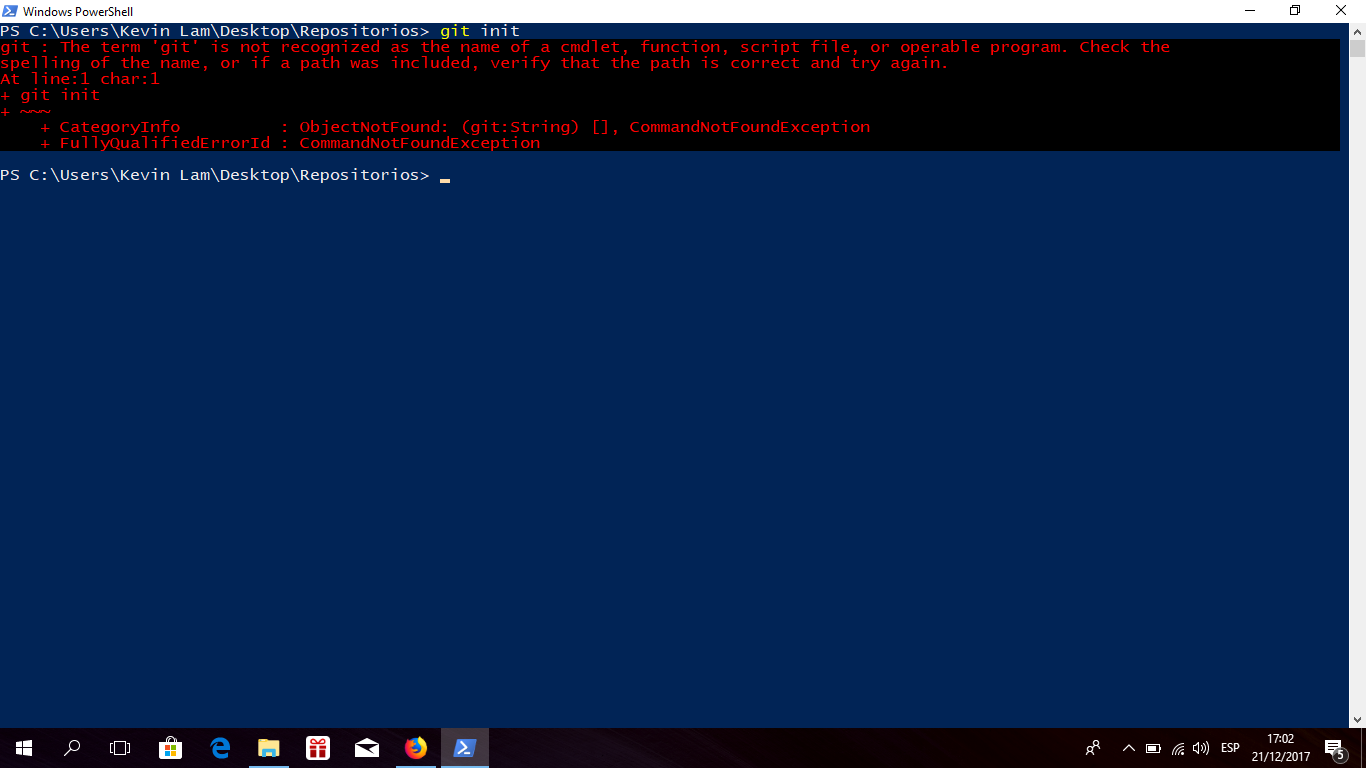 Windows PowerShell
PS C:\Users\Kevin Lam\Desktop\Repositorios> git init
git : The term 'git' is not recognized as the name of a cmdlet, function, script file, or operable program. Check the
spelling of the name, or if a path was included, verify that the path is correct and try again.
At line:1 char:1
+ git init
+ ~~~
    + CategoryInfo          : ObjectNotFound: (git:String) [], CommandNotFoundException
    + FullyQualifiedErrorId : CommandNotFoundException
PS C:\Users\Kevin Lam\Desktop\Repositorios>
ESP
17:02
21/12/2017
5